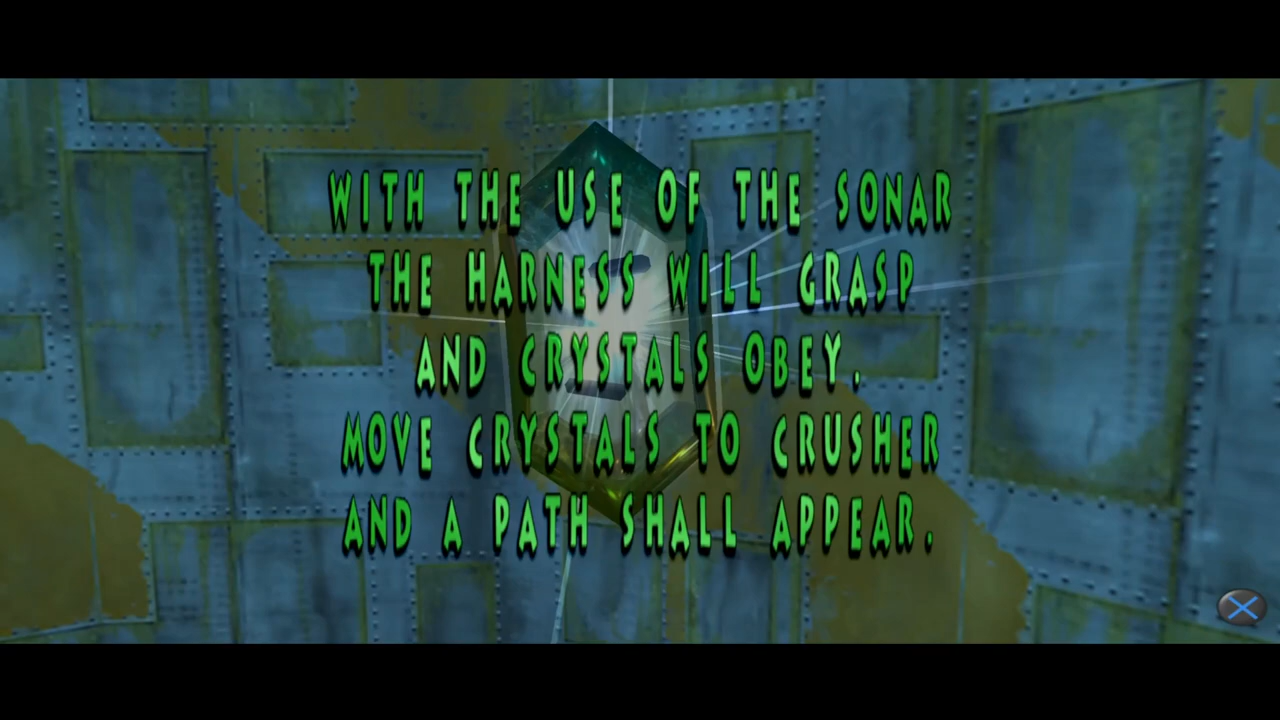 WITH THE USE OF THE SONAR
THE HARNESS WILL GRASP
AND CRYSTALS OBEY.
MOVE CRYSTALS TO CRUSHER
AND A PATH SHALL APPEAR.